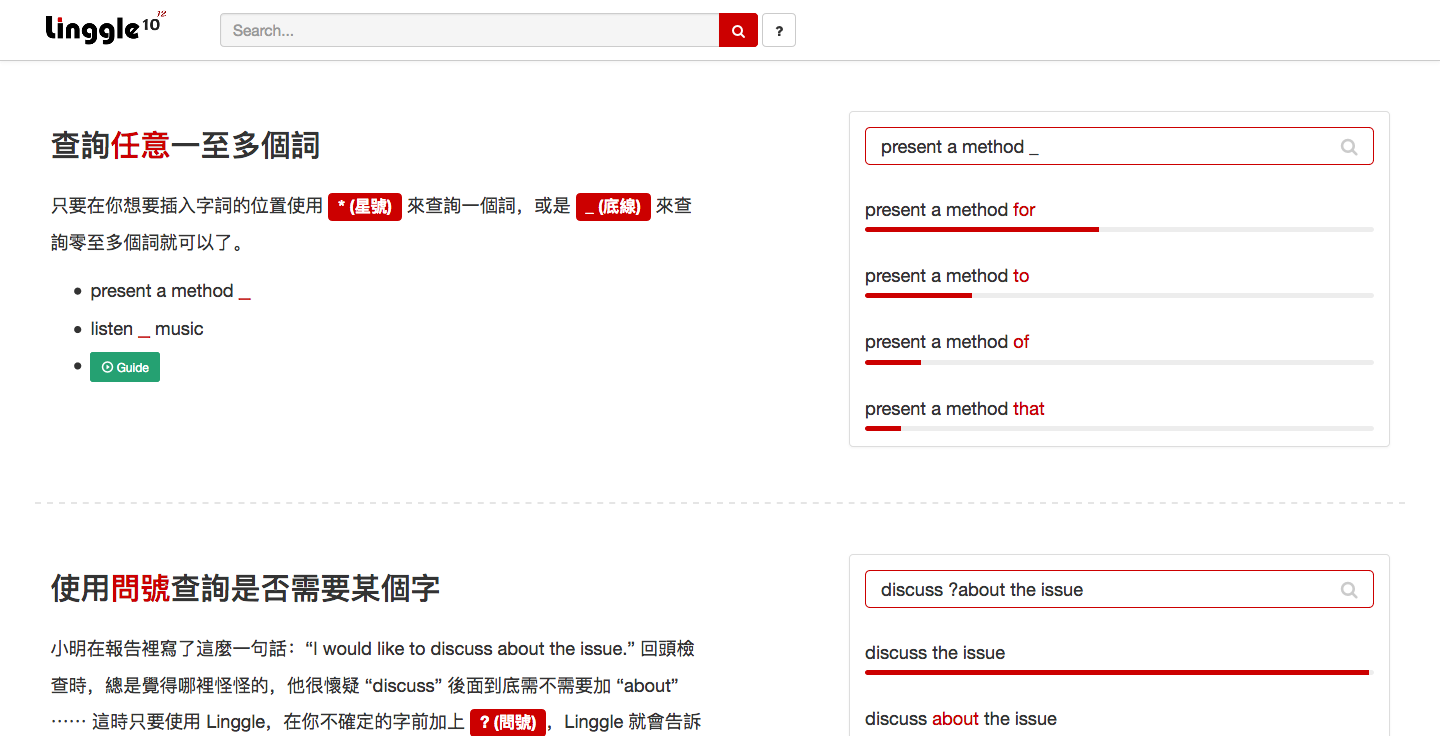 Linggle 10 12
Search...
?
查詢任意一至多個詞
只要在你想要插入字詞的位置使用 * (星號) 來查詢一個詞，或是 _ (底線) 來查
詢零至多個詞就可以了。
present a method _
listen _ music
Guide
present a method _
present a method for
present a method to
present a method of
present a method that
使用問號查詢是否需要某個字
小明在報告裡寫了這麼一句話：“I would like to discuss about the issue.” 回頭檢
查時，總是覺得哪裡怪怪的，他很懷疑 “discuss” 後面到底需不需要加 “about”
⋯⋯ 這時只要使用 Linggle，在你不確定的字前加上 ? (問號)，Linggle 就會告訴
discuss ?about the issue
discuss the issue
discuss about the issue